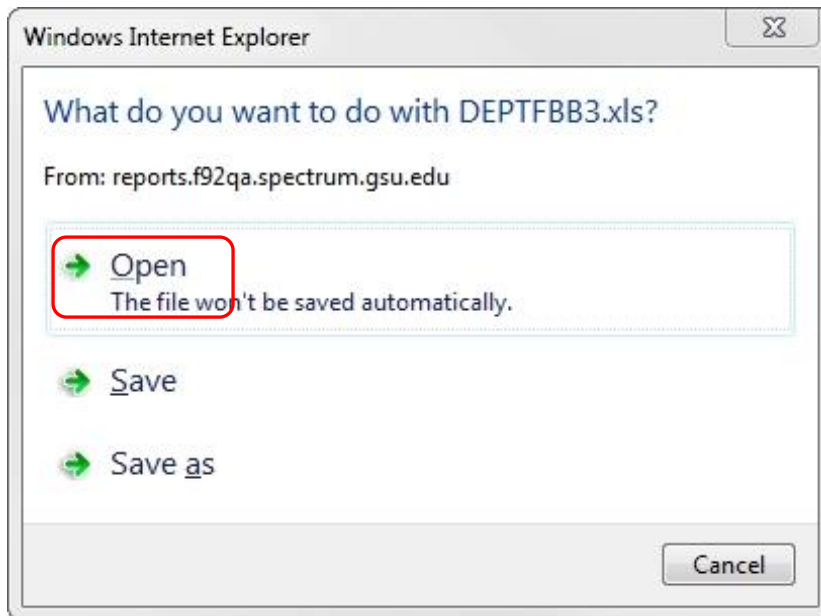 Windows Internet Explorer
What do you want to do with DEPTFBB3.xls?
From: reports.f92qa.spectrum.gsu.edu
Open
The file won't be saved automatically.
Save
Save as
Cancel